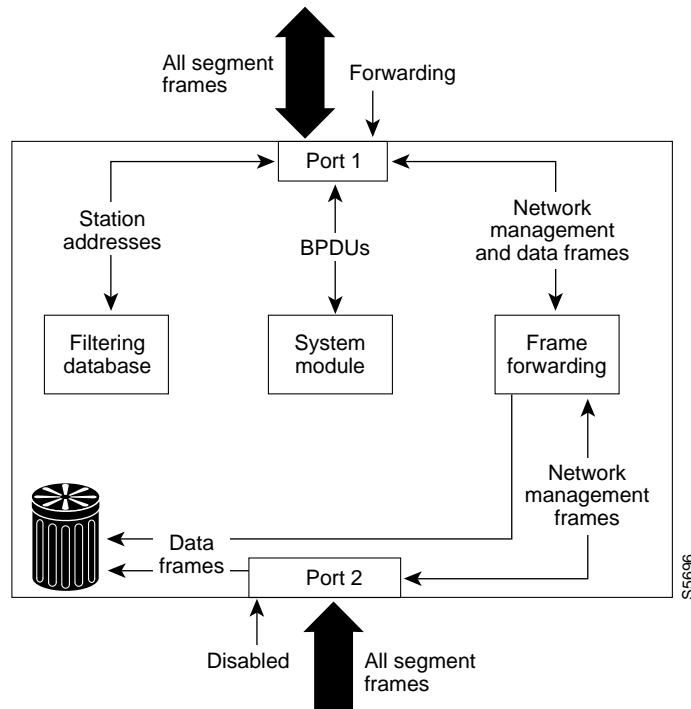 All segment
frames
Forwarding
Port 1
Station
addresses
BPDUs
Network
management
and data frames
Filtering
database
System
module
Frame
forwarding
Network
management
frames
Data
frames
Port 2
Disabled
All segment
frames
S5696